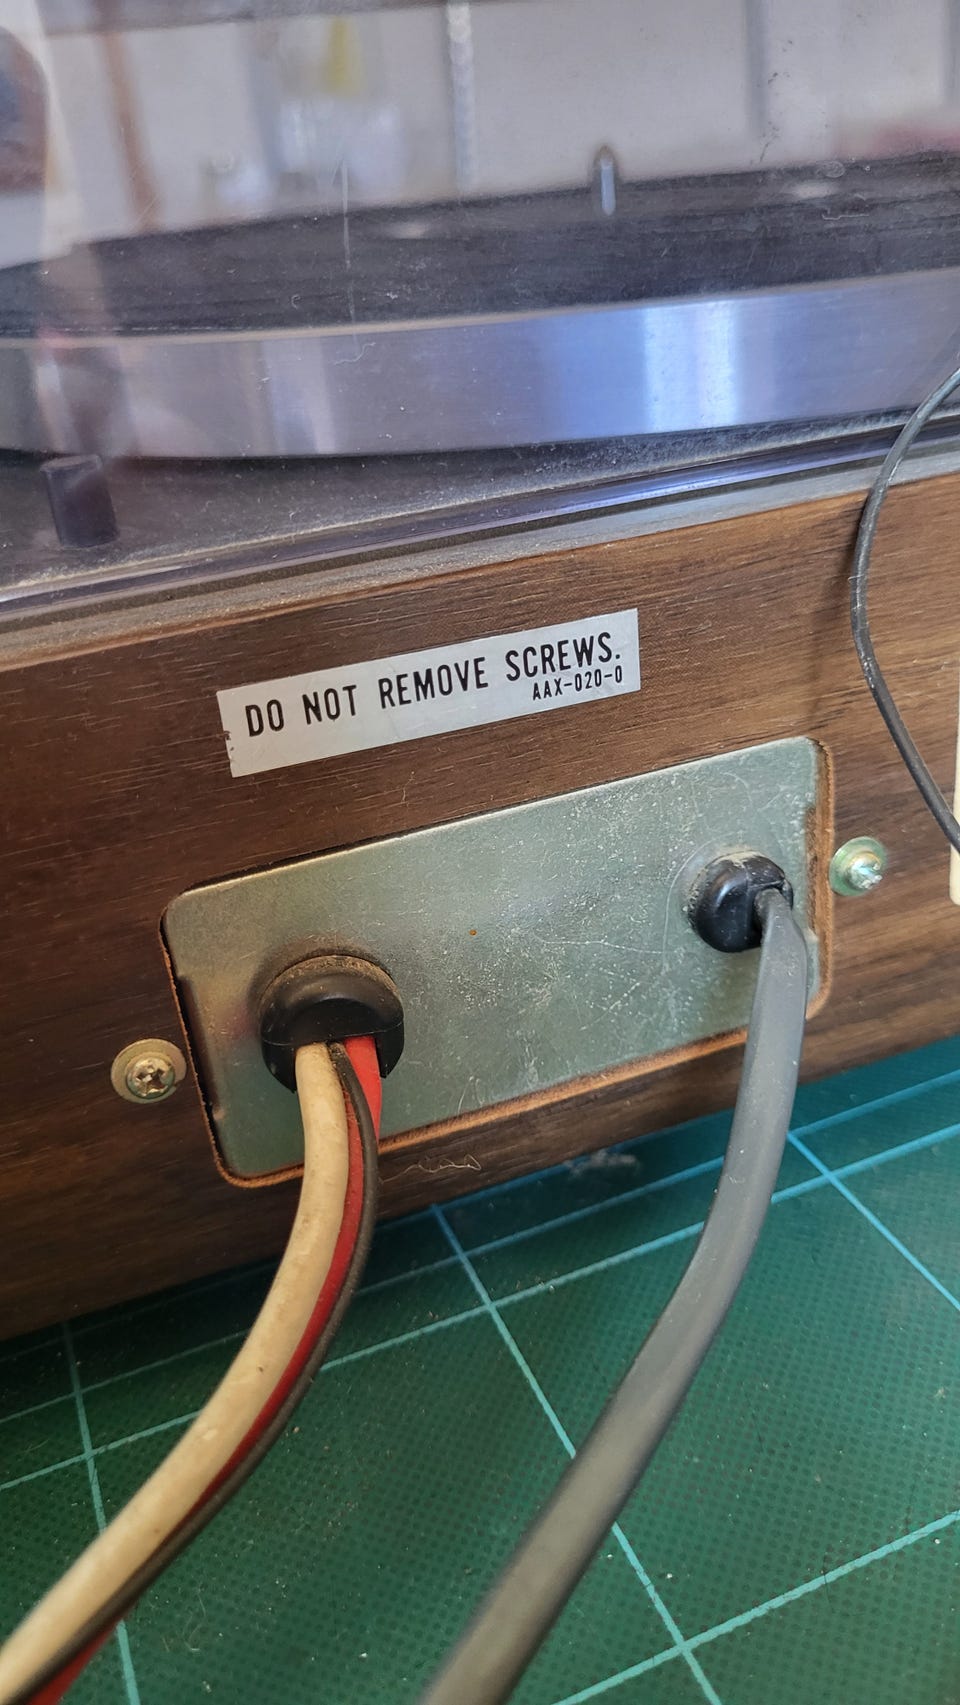 DO NOT REMOVE SCREWS.
AAX-020-0